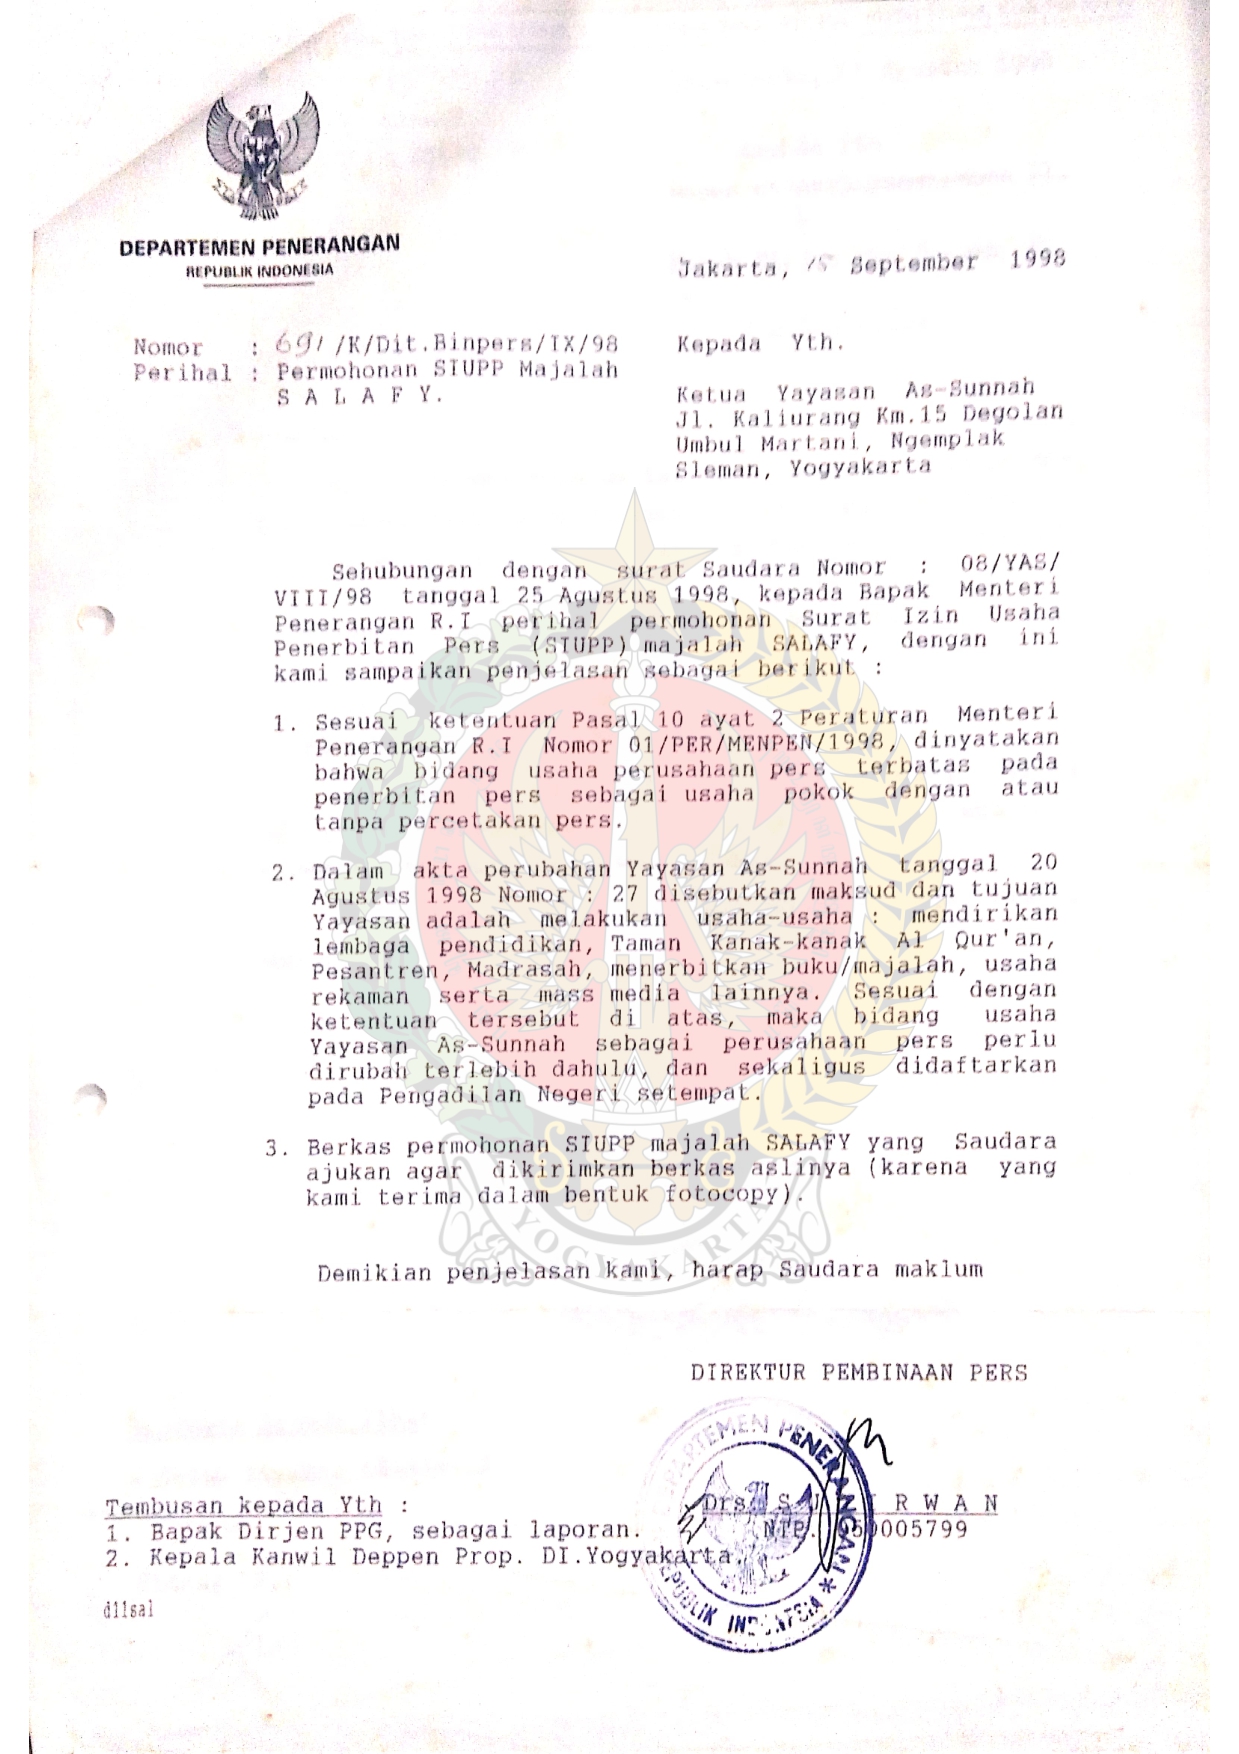 DEPARTEMEN PENERANGAN
REPUBLIK INDONESIA
Jakarta, 15 September 1998
Nomor : 691/K/Dit.Binpers/IX/98
Perihal : Permohonan SIUPP Majalah
S A L A F Y.
Kepada Yth.
Ketua Yayasan As-Sunnah
Jl. Kaliurang Km.15 Degolan
Umbul Martani, Ngemplak
Sleman, Yogyakarta
Sehubungan dengan surat Saudara Nomor : 08/YAS/
VIII/98 tanggal 25 Agustus 1998, kepada Bapak Menteri
Penerangan R.I perihal permohonan Surat Izin Usaha
Penerbitan Pers (SIUPP) majalah SALAFY, dengan ini
kami sampaikan penjelasan sebagai berikut :
1. Sesuai ketentuan Pasal 10 ayat 2 Peraturan Menteri
Penerangan R.I Nomor 01/PER/MENPEN/1998, dinyatakan
bahwa bidang usaha perusahaan pers terbatas pada
penerbitan pers sebagai usaha pokok dengan atau
tanpa percetakan pers.
2. Dalam akta perubahan Yayasan As-Sunnah tanggal 20
Agustus 1998 Nomor : 27 disebutkan maksud dan tujuan
Yayasan adalah melakukan usaha-usaha : mendirikan
lembaga pendidikan, Taman Kanak-kanak Al Qur'an,
Pesantren, Madrasah, menerbitkan buku/majalah, usaha
rekaman serta mass media lainnya. Sesuai dengan
ketentuan tersebut di atas, maka bidang usaha
Yayasan As-Sunnah sebagai perusahaan pers perlu
dirubah terlebih dahulu, dan sekaligus didaftarkan
pada Pengadilan Negeri setempat.
3. Berkas permohonan SIUPP majalah SALAFY yang Saudara
ajukan agar dikirimkan berkas aslinya (karena yang
kami terima dalam bentuk fotocopy).
YOGYAKARTA
Demikian penjelasan kami, harap Saudara maklum
DIREKTUR PEMBINAAN PERS
DEPARTEMEN PENERANGAN
REPUBLIK INDONESIA
Drs. R W A N
NIP. 50005799
Tembusan kepada Yth :
1. Bapak Dirjen PPG, sebagai laporan.
2. Kepala Kanwil Deppen Prop. DI.Yogyakarta.
d11sai